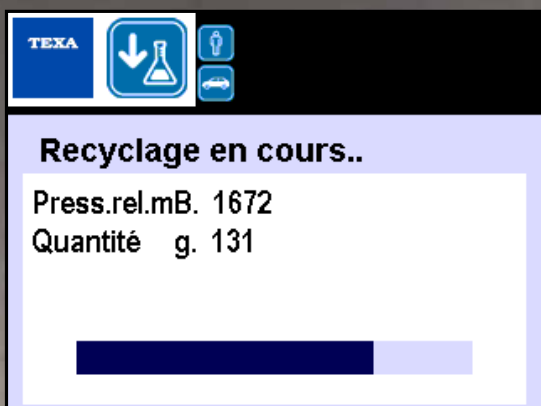 TEXA
Recyclage en cours..
Press.rel.mB. 1672
Quantité g. 131